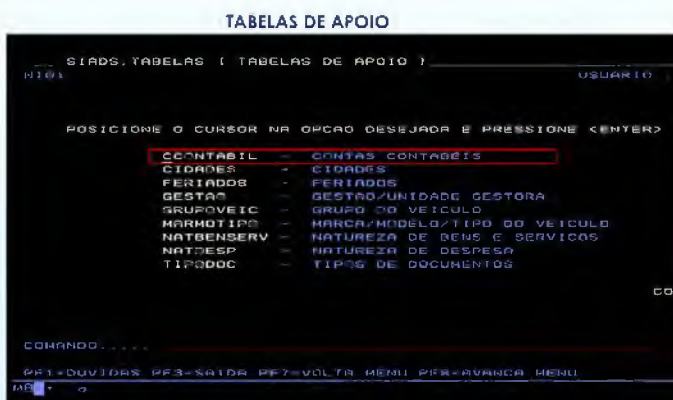 TABELAS DE APOIO
__ SIADS.TABELAS ( TABELAS DE APOIO )
N101 USUARIO
POSICIONE O CURSOR NA OPCAO DESEJADA E PRESSIONE <ENTER>
CCONTABIL - CONTAS CONTABEIS
CIDADES - CIDADES
FERIADOS - FERIADOS
GESTAO - GESTAO/UNIDADE GESTORA
GRUPOVEIC - GRUPO DO VEICULO
MARMOTIPO - MARCA/MODELO/TIPO DO VEICULO
NATBENSERV - NATUREZA DE BENS E SERVICOS
NATDESP - NATUREZA DE DESPESA
TIPODOC - TIPOS DE DOCUMENTOS
CO
COMANDO.....
PF1=DUVIDAS PF3=SAIDA PF7=VOLTA MENU PF8=AVANCA MENU